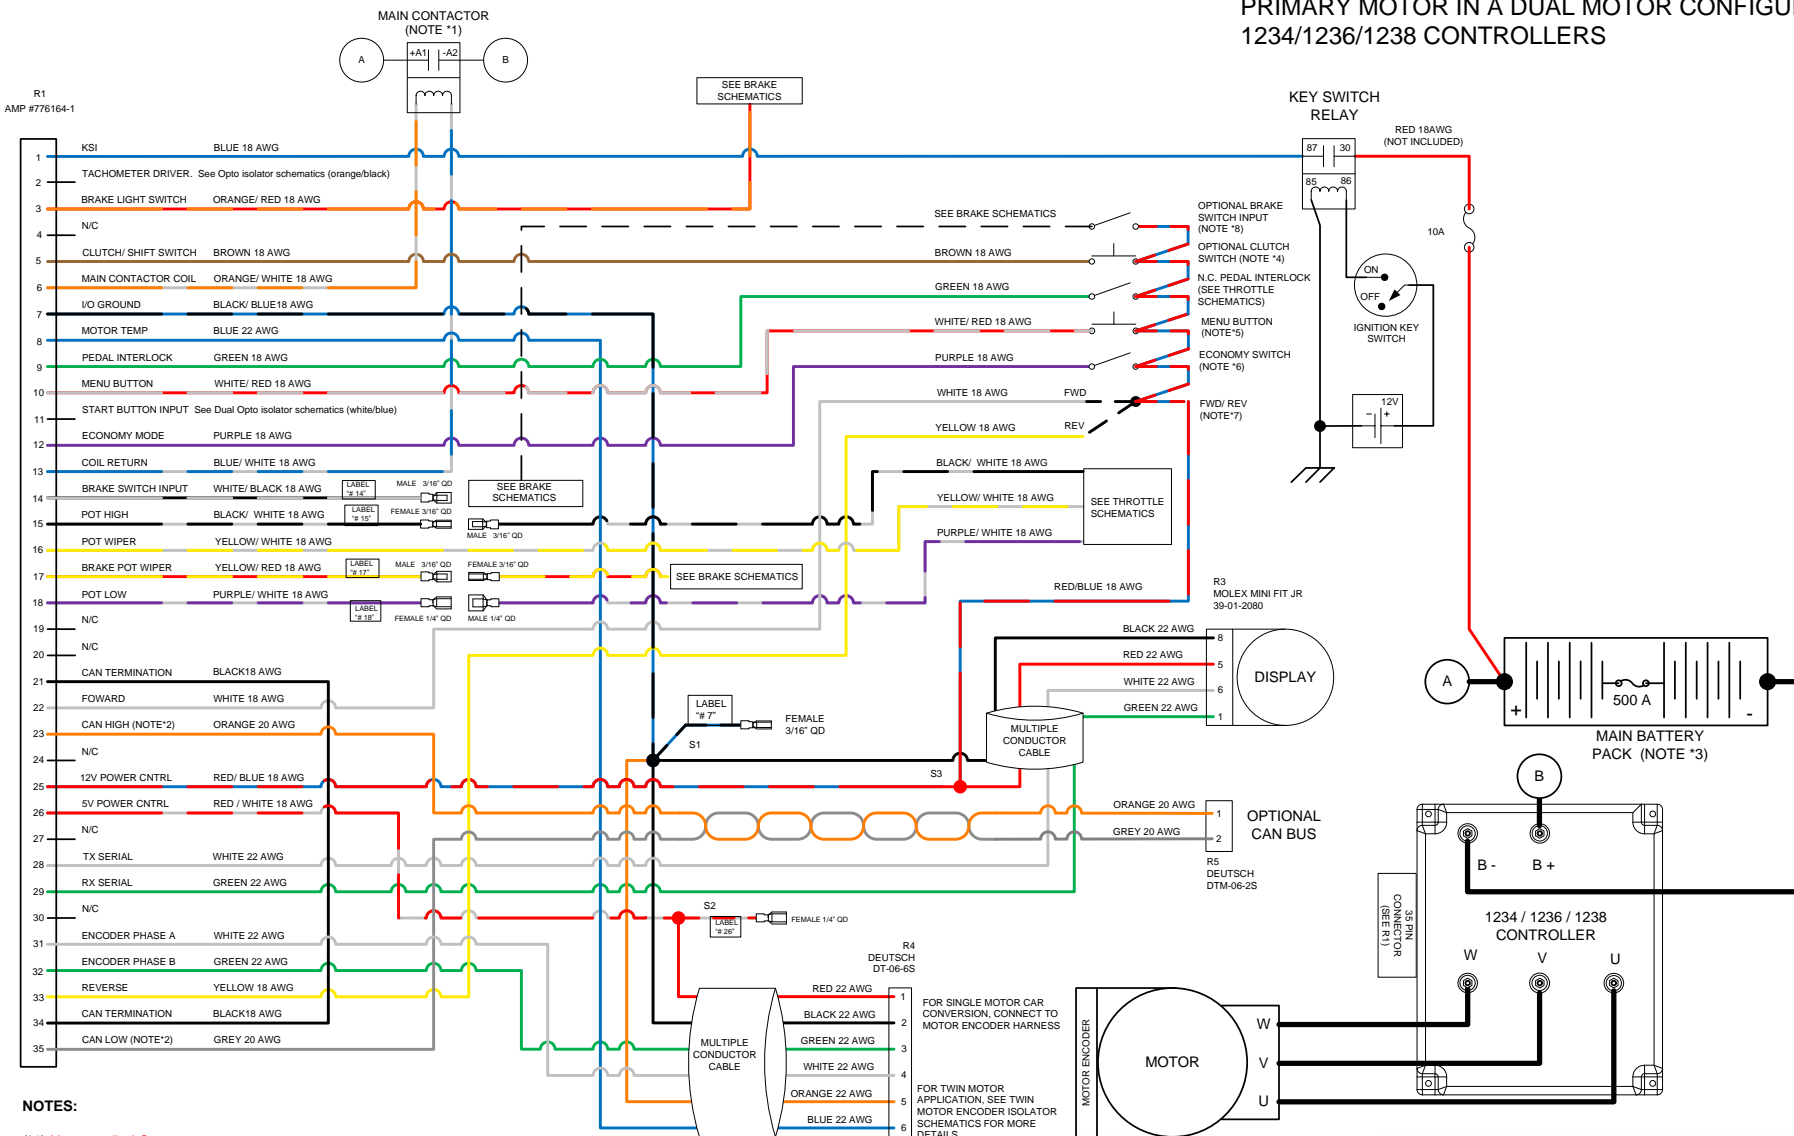 PRIMARY MOTOR IN A DUAL MOTOR
1234/1236/1238 CONTROLLERS
MAIN CONTACTOR
(NOTE *1)
A
+A1
-A2
B
R1
AMP #776164-1
SEE BRAKE
SCHEMATICS
KEY SWITCH
RELAY
RED 18AWG
(NOT INCLUDED)
87
30
85
86
10A
ON
OFF
IGNITION KEY
SWITCH
12V
- +
1 KSI BLUE 18 AWG
2 TACHOMETER DRIVER. See Opto isolator schematics (orange/black)
3 BRAKE LIGHT SWITCH ORANGE/ RED 18 AWG
4 N/C
5 CLUTCH/ SHIFT SWITCH BROWN 18 AWG
6 MAIN CONTACTOR COIL ORANGE/ WHITE 18 AWG
7 I/O GROUND BLACK/ BLUE18 AWG
8 MOTOR TEMP BLUE 22 AWG
9 PEDAL INTERLOCK GREEN 18 AWG
10 MENU BUTTON WHITE/ RED 18 AWG
11 START BUTTON INPUT See Dual Opto isolator schematics (white/blue)
12 ECONOMY MODE PURPLE 18 AWG
13 COIL RETURN BLUE/ WHITE 18 AWG
14 BRAKE SWITCH INPUT WHITE/ BLACK 18 AWG
LABEL
"# 14"
MALE 3/16" QD
SEE BRAKE
SCHEMATICS
15 POT HIGH BLACK/ WHITE 18 AWG
LABEL
"# 15"
FEMALE 3/16" QD
MALE 3/16" QD
16 POT WIPER YELLOW/ WHITE 18 AWG
17 BRAKE POT WIPER YELLOW/ RED 18 AWG
LABEL
"# 17"
MALE 3/16" QD
FEMALE 3/16" QD
SEE BRAKE SCHEMATICS
18 POT LOW PURPLE/ WHITE 18 AWG
LABEL
"# 18"
FEMALE 1/4" QD
MALE 1/4" QD
19 N/C
20 N/C
21 CAN TERMINATION BLACK18 AWG
22 FOWARD WHITE 18 AWG
23 CAN HIGH (NOTE*2) ORANGE 20 AWG
24 N/C
25 12V POWER CNTRL RED/ BLUE 18 AWG
26 5V POWER CNTRL RED / WHITE 18 AWG
27 N/C
28 TX SERIAL WHITE 22 AWG
29 RX SERIAL GREEN 22 AWG
30 N/C
31 ENCODER PHASE A WHITE 22 AWG
32 ENCODER PHASE B GREEN 22 AWG
33 REVERSE YELLOW 18 AWG
34 CAN TERMINATION BLACK18 AWG
35 CAN LOW (NOTE*2) GREY 20 AWG
SEE BRAKE SCHEMATICS
OPTIONAL BRAKE
SWITCH INPUT
(NOTE *8)
BROWN 18 AWG
OPTIONAL CLUTCH
SWITCH (NOTE *4)
GREEN 18 AWG
N.C. PEDAL INTERLOCK
(SEE THROTTLE
SCHEMATICS)
WHITE/ RED 18 AWG
MENU BUTTON
(NOTE*5)
PURPLE 18 AWG
ECONOMY SWITCH
(NOTE *6)
WHITE 18 AWG
FWD
FWD/ REV
(NOTE*7)
YELLOW 18 AWG
REV
BLACK/ WHITE 18 AWG
YELLOW/ WHITE 18 AWG
PURPLE/ WHITE 18 AWG
SEE THROTTLE
SCHEMATICS
RED/BLUE 18 AWG
R3
MOLEX MINI FIT JR
39-01-2080
BLACK 22 AWG 8
RED 22 AWG 5
WHITE 22 AWG 6
GREEN 22 AWG 1
DISPLAY
LABEL
"# 7"
FEMALE
3/16" QD
S1
MULTIPLE
CONDUCTOR
CABLE
S3
ORANGE 20 AWG 1
GREY 20 AWG 2
OPTIONAL
CAN BUS
R5
DEUTSCH
DTM-06-2S
S2
LABEL
"# 26"
FEMALE 1/4" QD
R4
DEUTSCH
DT-06-6S
MULTIPLE
CONDUCTOR
CABLE
RED 22 AWG 1
BLACK 22 AWG 2
GREEN 22 AWG 3
WHITE 22 AWG 4
ORANGE 22 AWG 5
BLUE 22 AWG 6
FOR SINGLE MOTOR CAR
CONVERSION, CONNECT TO
MOTOR ENCODER HARNESS
FOR TWIN MOTOR
APPLICATION, SEE TWIN
MOTOR ENCODER ISOLATOR
SCHEMATICS FOR MORE
DETAILS
MOTOR ENCODER
MOTOR
W
V
U
A
+
500 A
-
MAIN BATTERY
PACK (NOTE *3)
B
B -
B +
35 PIN
CONNECTOR
(SEE R1)
1234 / 1236 / 1238
CONTROLLER
W
V
U
NOTES: